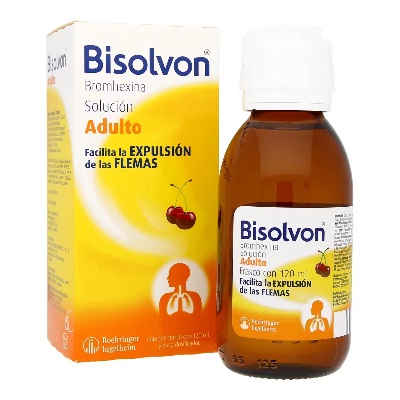 Bisolvon®
Bromhexina
Solución
Adulto
Facilita la EXPULSIÓN
de las FLEMAS
Boehringer
Ingelheim
Bisolvon®
Bromhexina
Solución
Adulto
Frasco con 120 ml
Facilita la EXPULSIÓN
de las FLEMAS
Boehringer
Ingelheim